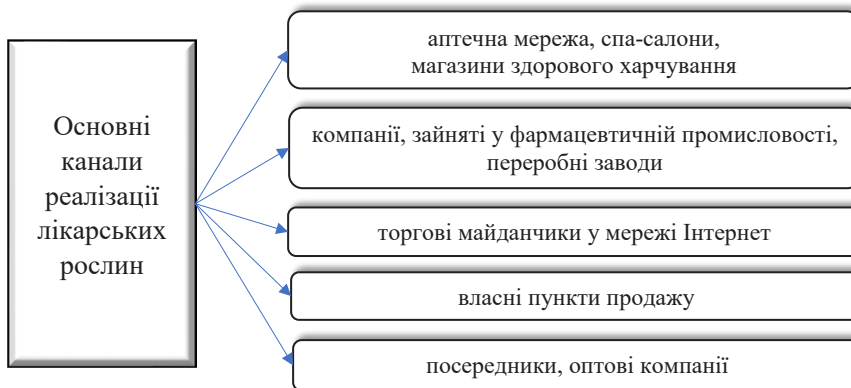 Основні
канали
реалізації
лікарських
рослин
аптечна мережа, спа-салони,
магазини здорового харчування
компанії, зайняті у фармацевтичній промисловості,
переробні заводи
торгові майданчики у мережі Інтернет
власні пункти продажу
посередники, оптові компанії